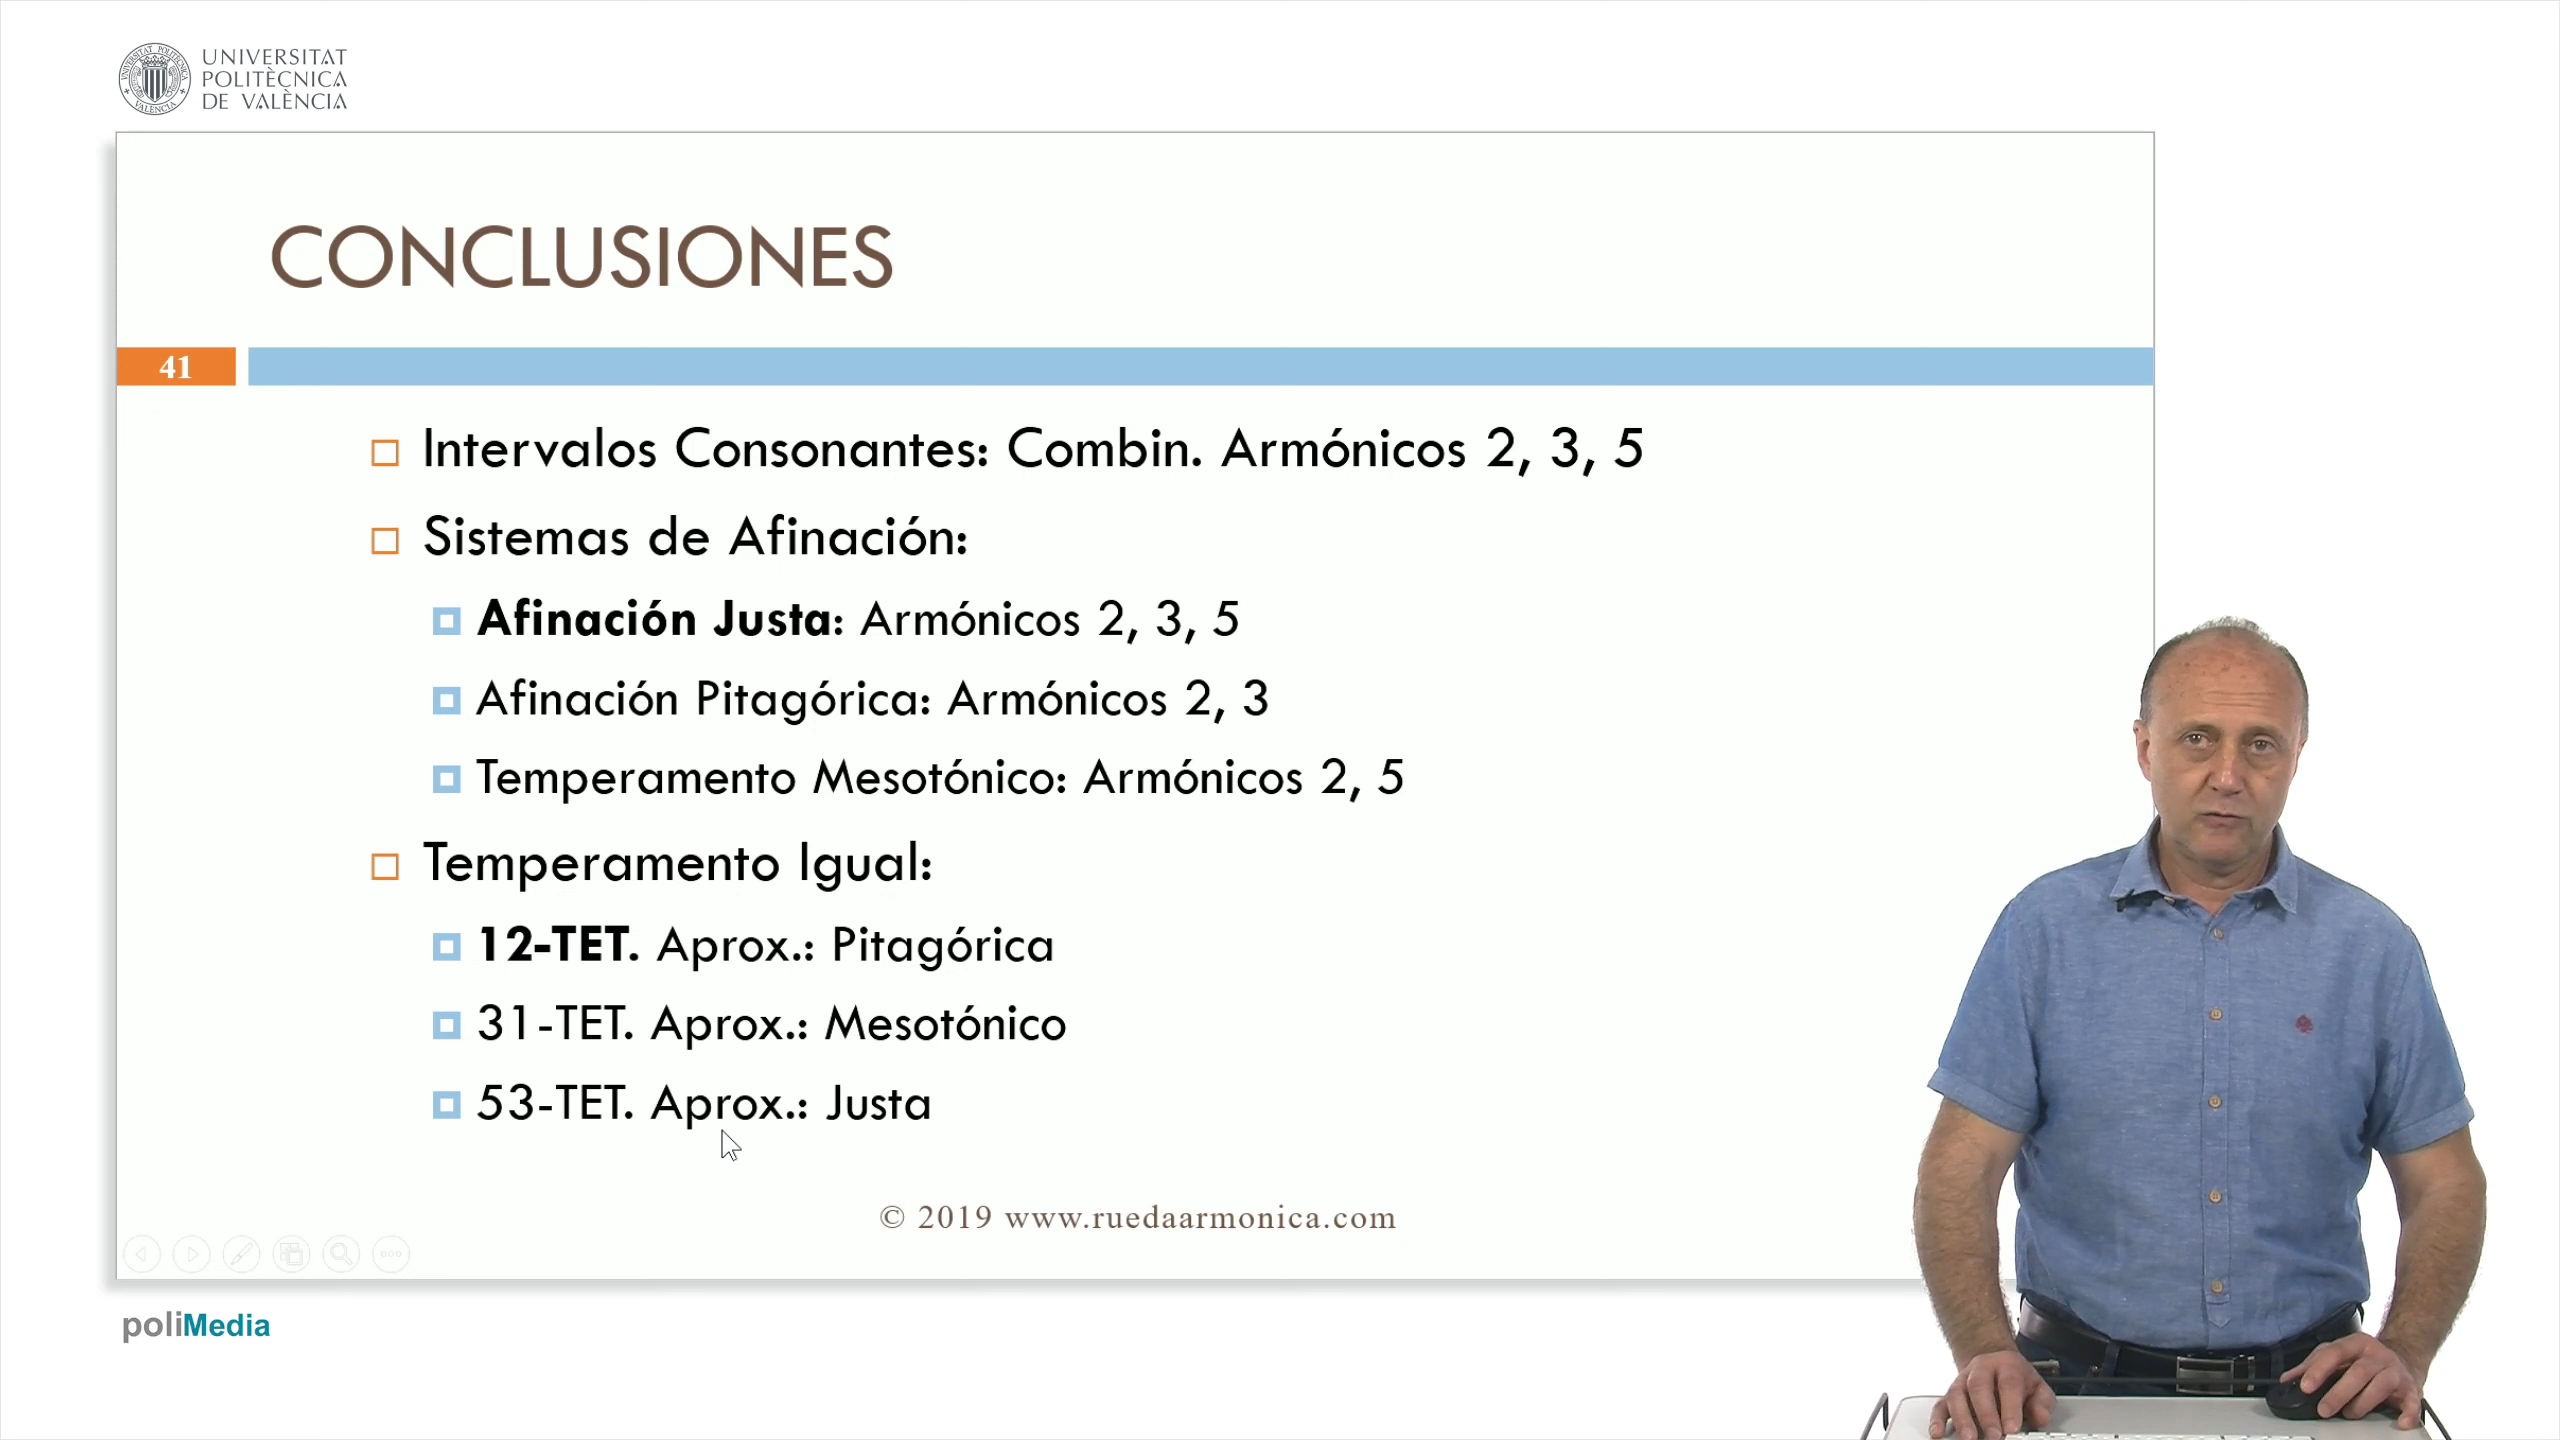 UNIVERSITAT
POLITÈCNICA
DE VALÈNCIA
CONCLUSIONES
41
Intervalos Consonantes: Combin. Armónicos 2, 3, 5
Sistemas de Afinación:
Afinación Justa: Armónicos 2, 3, 5
Afinación Pitagórica: Armónicos 2, 3
Temperamento Mesotónico: Armónicos 2, 5
Temperamento Igual:
12-TET. Aprox.: Pitagórica
31-TET. Aprox.: Mesotónico
53-TET. Aprox.: Justa
© 2019 www.ruedaarmonica.com
poliMedia